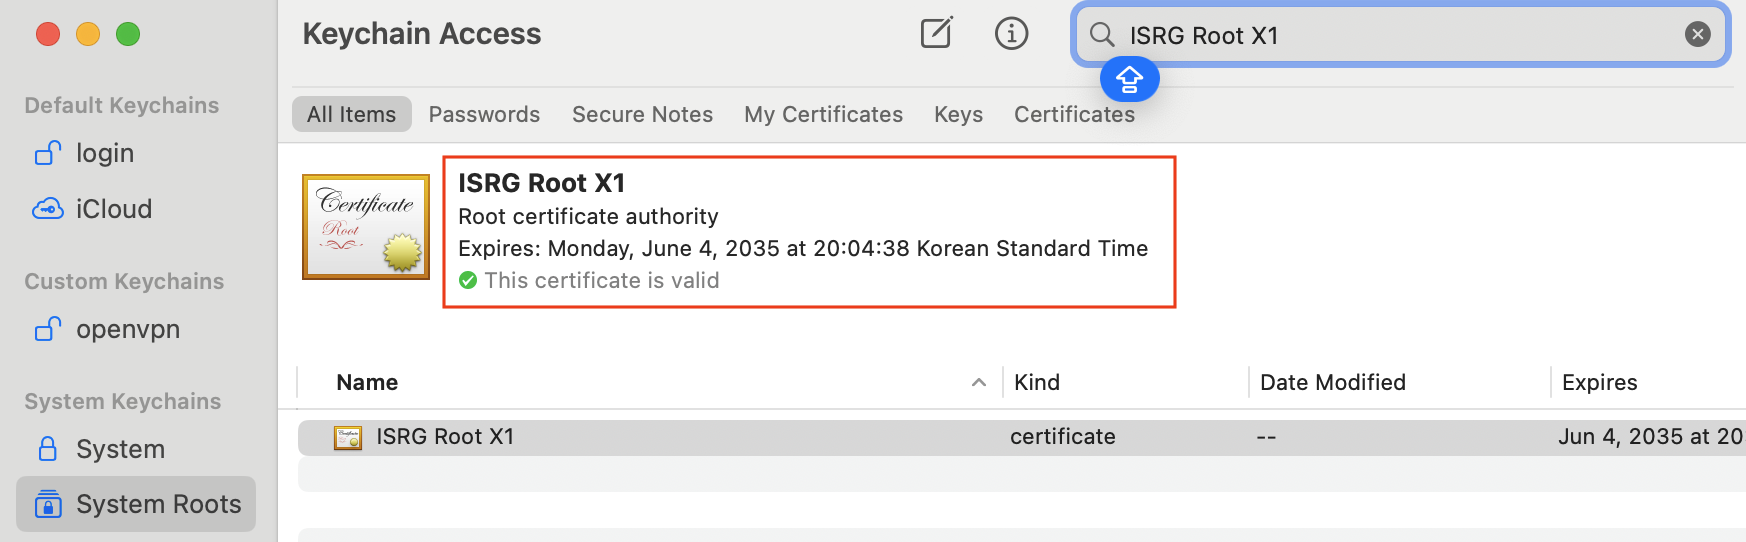 Keychain Access
ISRG Root X1
Default Keychains
login
iCloud
Custom Keychains
openvpn
System Keychains
System
System Roots
All Items
Passwords
Secure Notes
My Certificates
Keys
Certificates
Certificate
Root
ISRG Root X1
Root certificate authority
Expires: Monday, June 4, 2035 at 20:04:38 Korean Standard Time
This certificate is valid
Name
Kind
Date Modified
Expires
ISRG Root X1
certificate
--
Jun 4, 2035 at 20